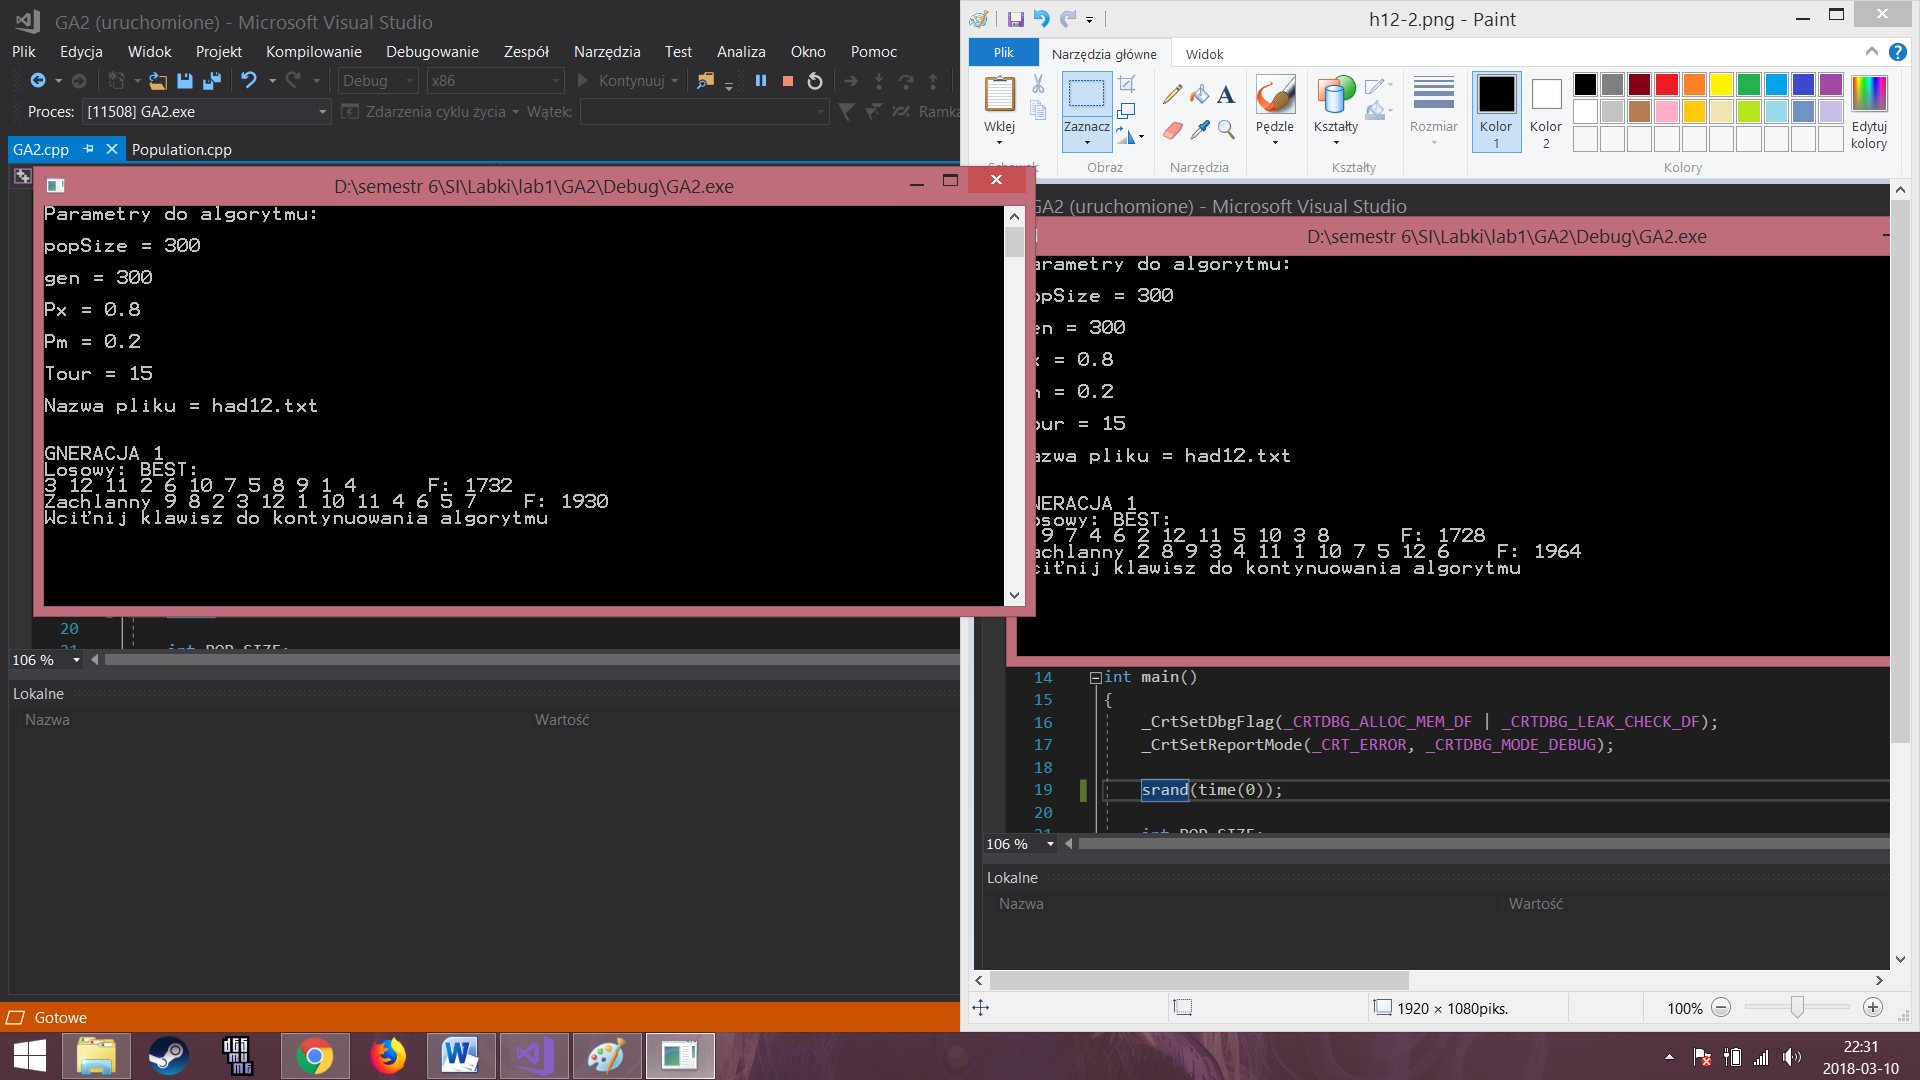 GA2 (uruchomione) - Microsoft Visual Studio
Plik Edycja Widok Projekt Kompilowanie Debugowanie Zespół Narzędzia Test Analiza Okno Pomoc
Debug x86 Kontynuuj
Proces: [11508] GA2.exe Zdarzenia cyklu życia Wątek: Ramka
GA2.cpp Population.cpp
D:\semestr 6\SI\Labki\lab1\GA2\Debug\GA2.exe
Parametry do algorytmu:
popSize = 300
gen = 300
Px = 0.8
Pm = 0.2
Tour = 15
Nazwa pliku = had12.txt
GNERACJA 1
Losowy: BEST:
3 12 11 2 6 10 7 5 8 9 1 4 F: 1732
Zachlanny 9 8 2 3 12 1 10 11 4 6 5 7 F: 1930
Wciťnij klawisz do kontynuowania algorytmu
20
21 int POP_SIZE;
106 %
Lokalne
Nazwa Wartość
Gotowe
h12-2.png - Paint
Plik Narzędzia główne Widok
Wklej Zaznacz Pędzle Kształty Rozmiar Kolor 1 Kolor 2 Edytuj kolory
Schowek Obraz Narzędzia Kształty Kolory
GA2 (uruchomione) - Microsoft Visual Studio
D:\semestr 6\SI\Labki\lab1\GA2\Debug\GA2.exe
arametry do algorytmu:
opSize = 300
en = 300
x = 0.8
m = 0.2
our = 15
azwa pliku = had12.txt
NERACJA 1
osowy: BEST:
9 7 4 6 2 12 11 5 10 3 8 F: 1728
achlanny 2 8 9 3 4 11 1 10 7 5 12 6 F: 1964
ciťnij klawisz do kontynuowania algorytmu
14 int main()
15 {
16 _CrtSetDbgFlag(_CRTDBG_ALLOC_MEM_DF | _CRTDBG_LEAK_CHECK_DF);
17 _CrtSetReportMode(_CRT_ERROR, _CRTDBG_MODE_DEBUG);
18
19 srand(time(0));
20
21 int POP_SIZE;
106 %
Lokalne
Nazwa Wartość
1920 × 1080piks. 100%
22:31
2018-03-10